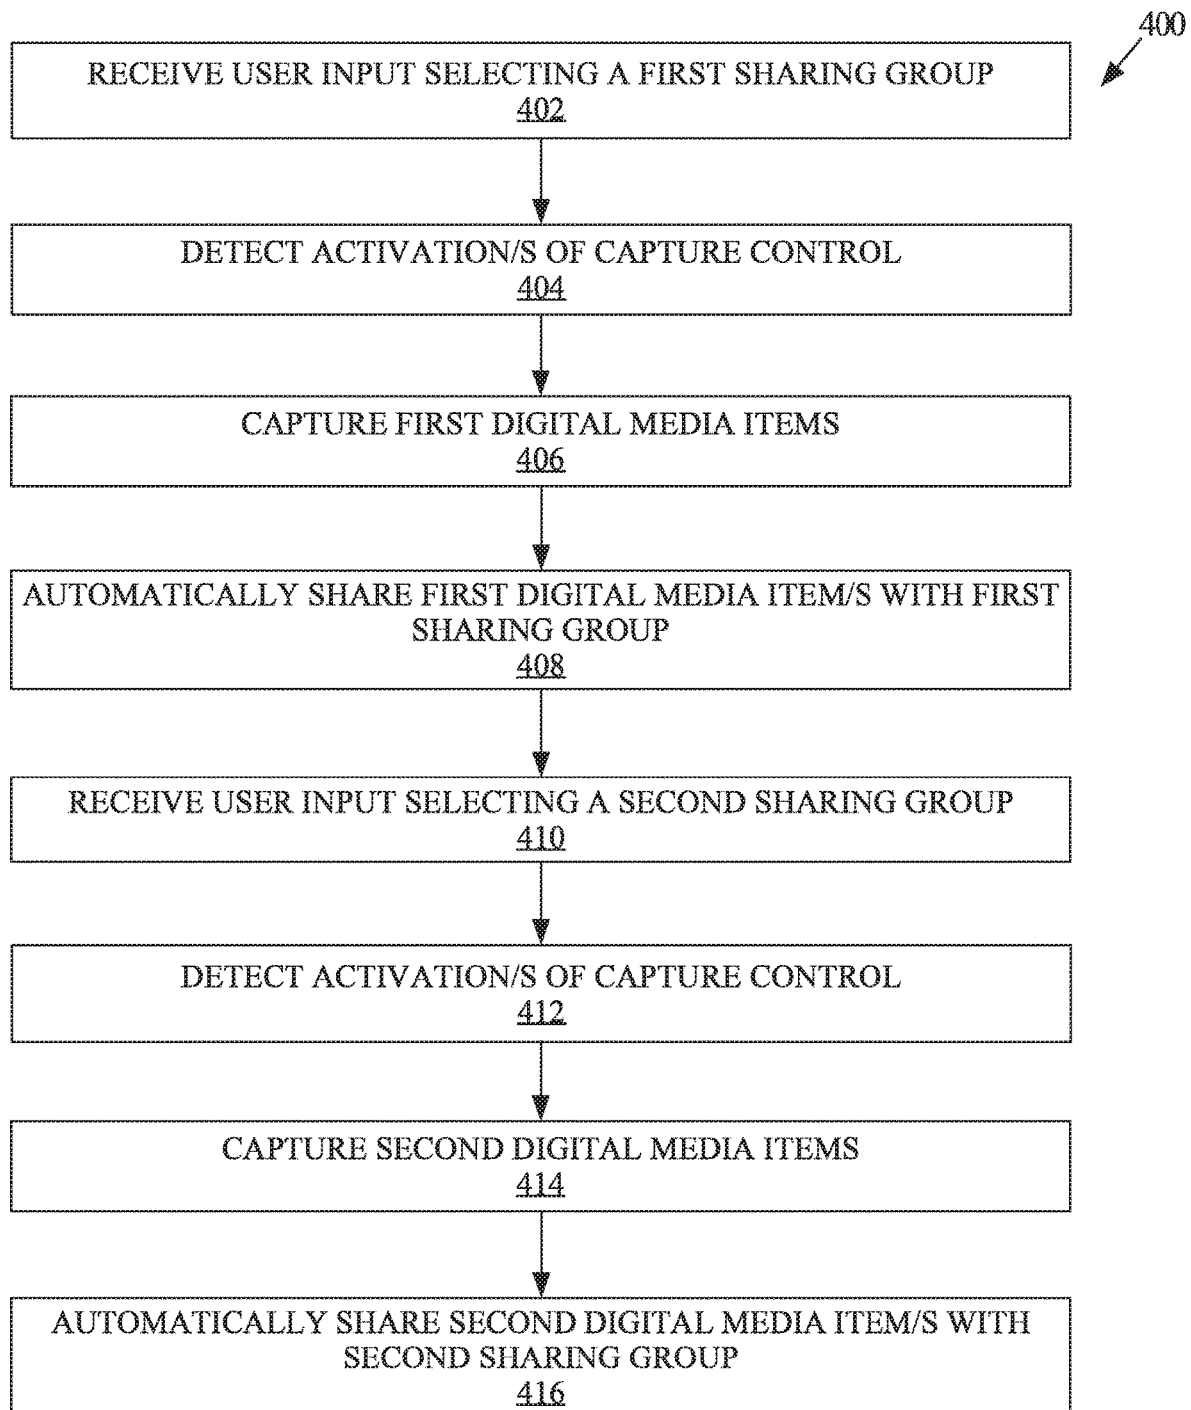 400
RECEIVE USER INPUT SELECTING A FIRST SHARING GROUP
402
DETECT ACTIVATION/S OF CAPTURE CONTROL
404
CAPTURE FIRST DIGITAL MEDIA ITEMS
406
AUTOMATICALLY SHARE FIRST DIGITAL MEDIA ITEM/S WITH FIRST
SHARING GROUP
408
RECEIVE USER INPUT SELECTING A SECOND SHARING GROUP
410
DETECT ACTIVATION/S OF CAPTURE CONTROL
412
CAPTURE SECOND DIGITAL MEDIA ITEMS
414
AUTOMATICALLY SHARE SECOND DIGITAL MEDIA ITEM/S WITH
SECOND SHARING GROUP
416